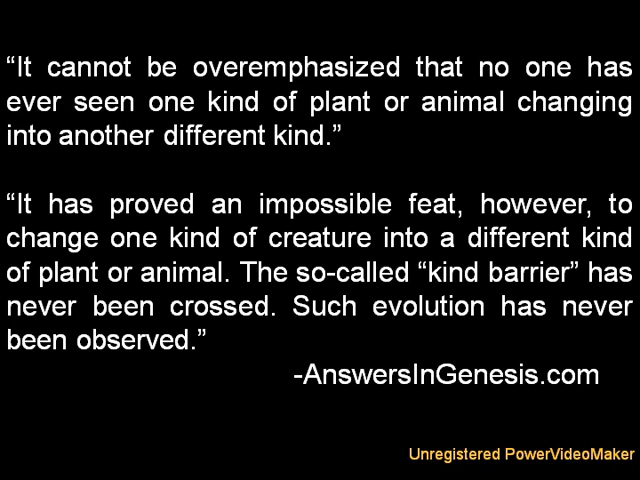 “It cannot be overemphasized that no one has
ever seen one kind of plant or animal changing
into another different kind.”
“It has proved an impossible feat, however, to
change one kind of creature into a different kind
of plant or animal. The so-called “kind barrier” has
never been crossed. Such evolution has never
been observed.”
-AnswersInGenesis.com
Unregistered PowerVideoMaker